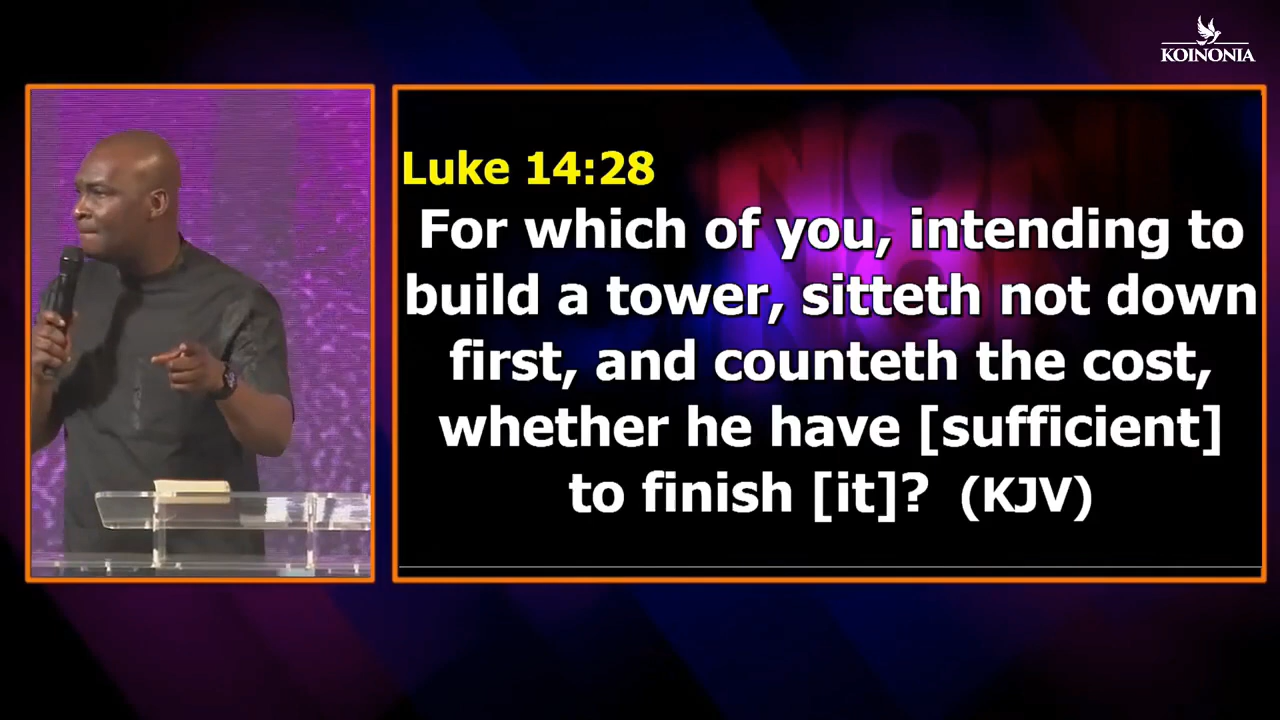 KOINONIA
Luke 14:28
For which of you, intending to
build a tower, sitteth not down
first, and counteth the cost,
whether he have [sufficient]
to finish [it]? (KJV)